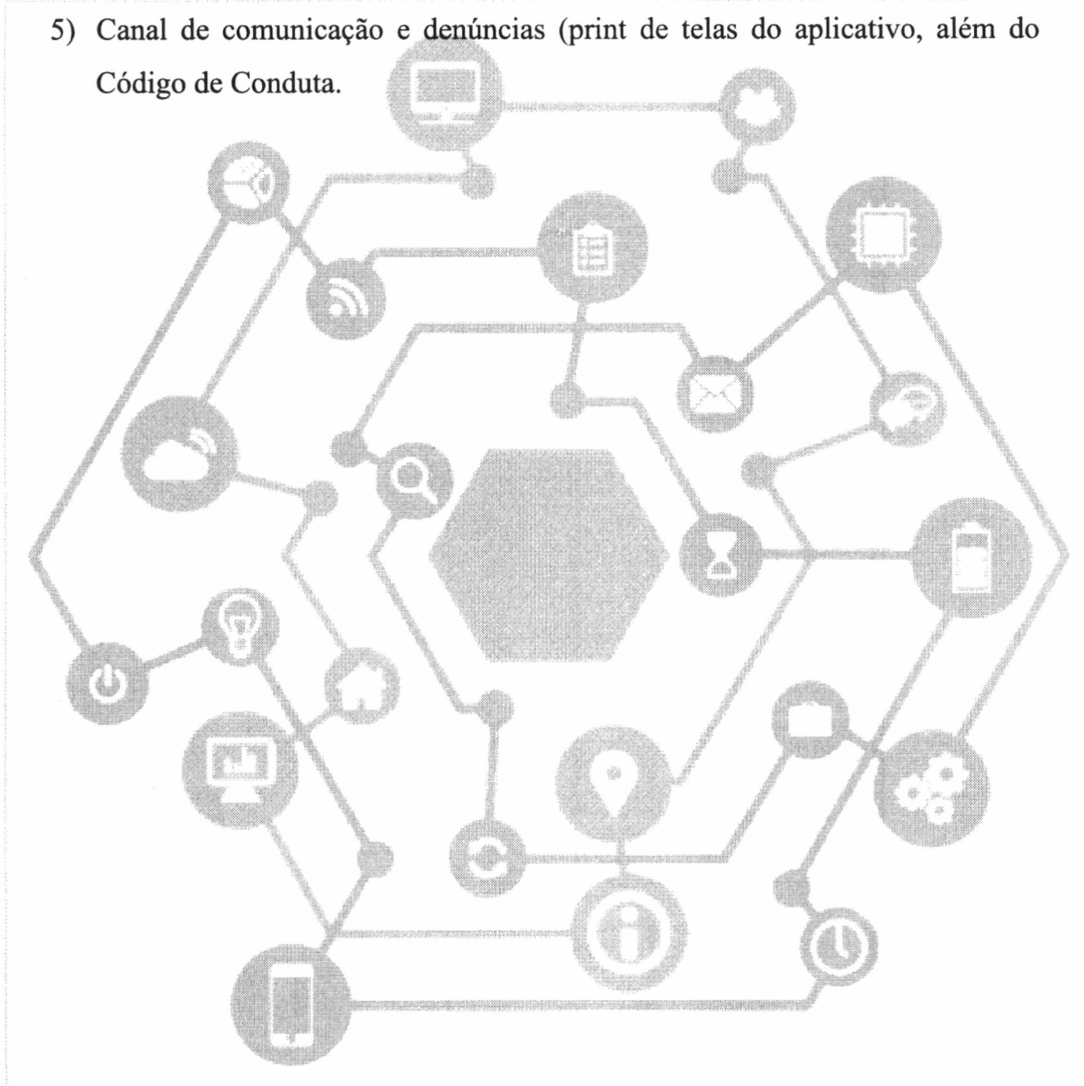 5) Canal de comunicação e denúncias (print de telas do aplicativo, além do
Código de Conduta.